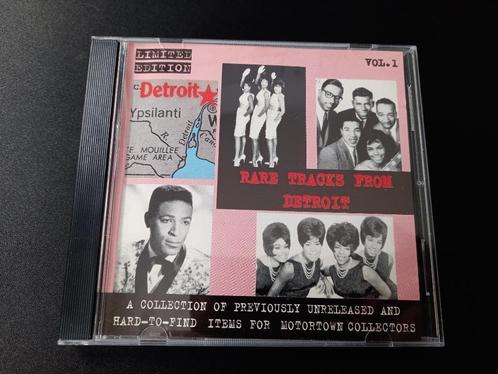 LIMITED
EDITION
VOL.1
Detroit
Ypsilanti
E. MOUILLEE
GAME AREA
Detroit
W
RARE TRACKS FROM
DETROIT
A COLLECTION OF PREVIOUSLY UNRELEASED AND
HARD-TO-FIND ITEMS FOR MOTORTOWN COLLECTORS